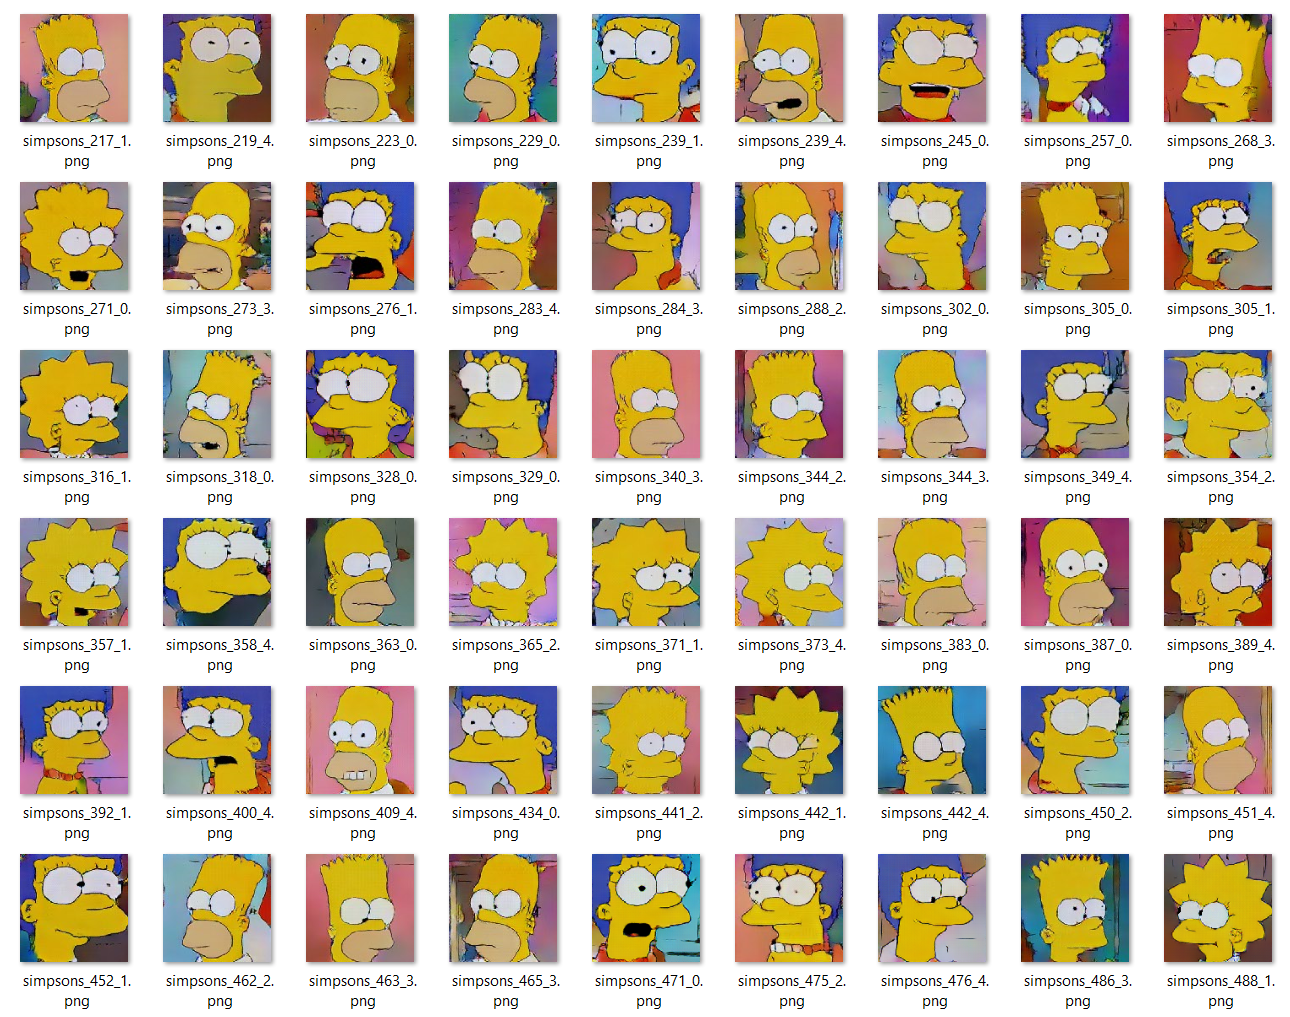 simpsons_217_1.
png
simpsons_219_4.
png
simpsons_223_0.
png
simpsons_229_0.
png
simpsons_239_1.
png
simpsons_239_4.
png
simpsons_245_0.
png
simpsons_257_0.
png
simpsons_268_3.
png
simpsons_271_0.
png
simpsons_273_3.
png
simpsons_276_1.
png
simpsons_283_4.
png
simpsons_284_3.
png
simpsons_288_2.
png
simpsons_302_0.
png
simpsons_305_0.
png
simpsons_305_1.
png
simpsons_316_1.
png
simpsons_318_0.
png
simpsons_328_0.
png
simpsons_329_0.
png
simpsons_340_3.
png
simpsons_344_2.
png
simpsons_344_3.
png
simpsons_349_4.
png
simpsons_354_2.
png
simpsons_357_1.
png
simpsons_358_4.
png
simpsons_363_0.
png
simpsons_365_2.
png
simpsons_371_1.
png
simpsons_373_4.
png
simpsons_383_0.
png
simpsons_387_0.
png
simpsons_389_4.
png
simpsons_392_1.
png
simpsons_400_4.
png
simpsons_409_4.
png
simpsons_434_0.
png
simpsons_441_2.
png
simpsons_442_1.
png
simpsons_442_4.
png
simpsons_450_2.
png
simpsons_451_4.
png
simpsons_452_1.
png
simpsons_462_2.
png
simpsons_463_3.
png
simpsons_465_3.
png
simpsons_471_0.
png
simpsons_475_2.
png
simpsons_476_4.
png
simpsons_486_3.
png
simpsons_488_1.
png